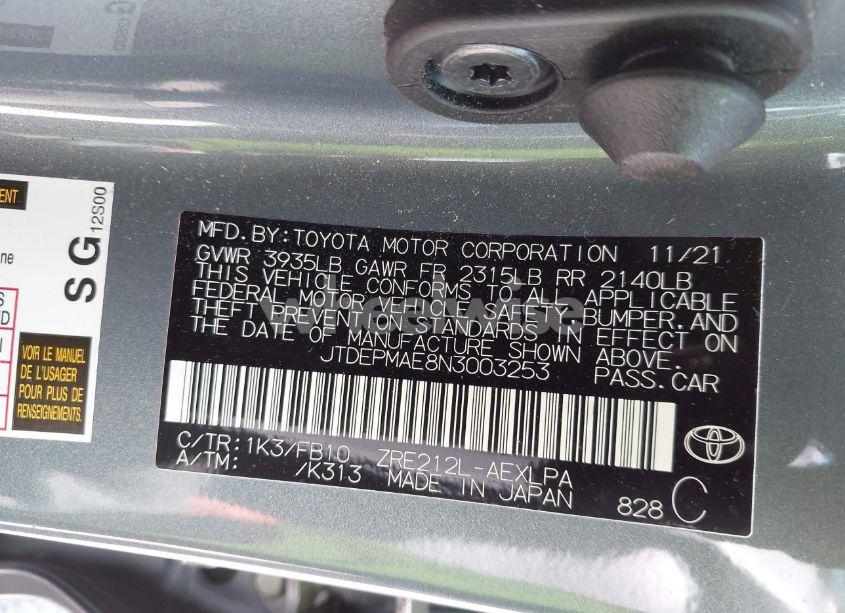 MFD.BY:TOYOTA MOTOR CORPORATION 11/21
GVWR 3935LB GAWR FR 2315LB RR 2140LB
THIS VEHICLE CONFORMS TO ALL APPLICABLE
FEDERAL MOTOR VEHICLE SAFETY,BUMPER,AND
THEFT PREVENTION STANDARDS IN EFFECT ON
THE DATE OF MANUFACTURE SHOWN ABOVE.
JTDEPMAE8N3003253 PASS.CAR
C/TR:1K3/FB10 ZRE212L-AEXLPA
A/TM: /K313 MADE IN JAPAN
828 C
SG 12S00
VOIR LE MANUEL
DE L'USAGER
POUR PLUS DE
RENSEIGNEMENTS.